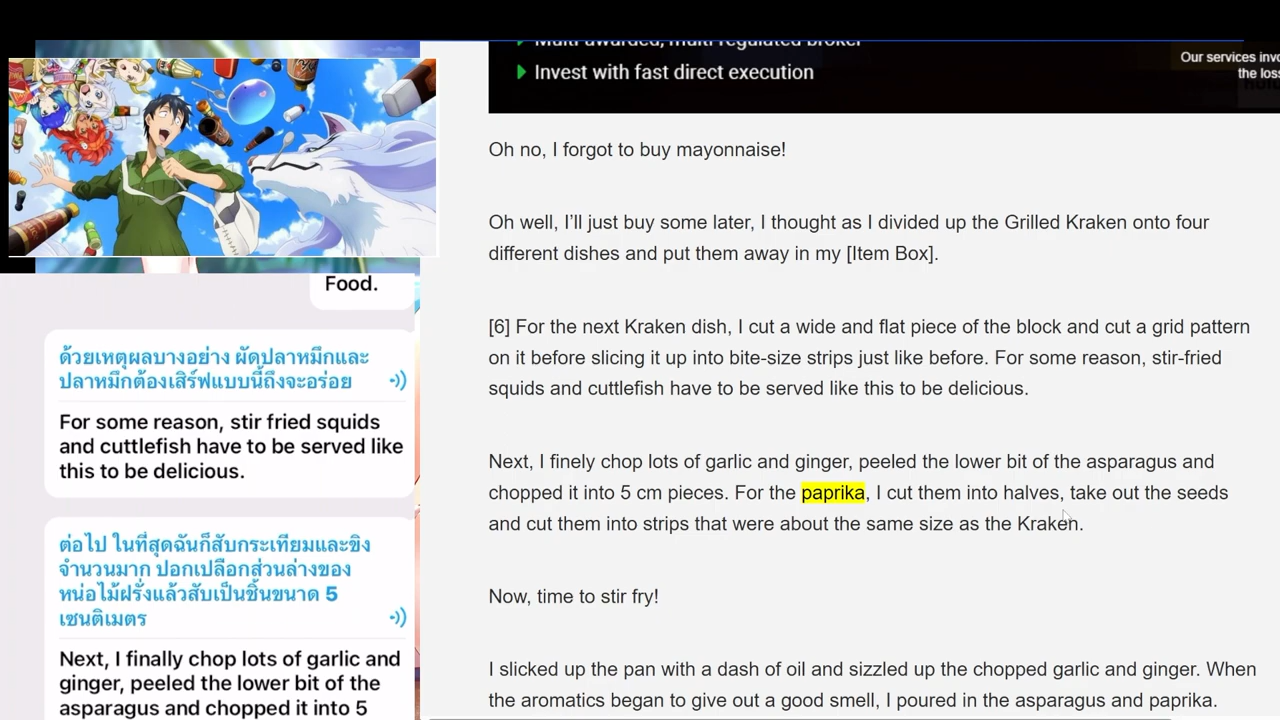 Multi-awarded, multi-regulated broker
Invest with fast direct execution
Our services invo
the loss
Oh no, I forgot to buy mayonnaise!
Oh well, I’ll just buy some later, I thought as I divided up the Grilled Kraken onto four
different dishes and put them away in my [Item Box].
[6] For the next Kraken dish, I cut a wide and flat piece of the block and cut a grid pattern
on it before slicing it up into bite-size strips just like before. For some reason, stir-fried
squids and cuttlefish have to be served like this to be delicious.
Next, I finely chop lots of garlic and ginger, peeled the lower bit of the asparagus and
chopped it into 5 cm pieces. For the paprika, I cut them into halves, take out the seeds
and cut them into strips that were about the same size as the Kraken.
Now, time to stir fry!
I slicked up the pan with a dash of oil and sizzled up the chopped garlic and ginger. When
the aromatics began to give out a good smell, I poured in the asparagus and paprika.
Food.
ด้วยเหตุผลบางอย่าง ผัดปลาหมึกและ
ปลาหมึกต้องเสิร์ฟแบบนี้ถึงจะอร่อย
For some reason, stir fried squids
and cuttlefish have to be served like
this to be delicious.
ต่อไป ในที่สุดฉันก็สับกระเทียมและขิง
จำนวนมาก ปอกเปลือกส่วนล่างของ
หน่อไม้ฝรั่งแล้วสับเป็นชิ้นขนาด 5
เซนติเมตร
Next, I finally chop lots of garlic and
ginger, peeled the lower bit of the
asparagus and chopped it into 5